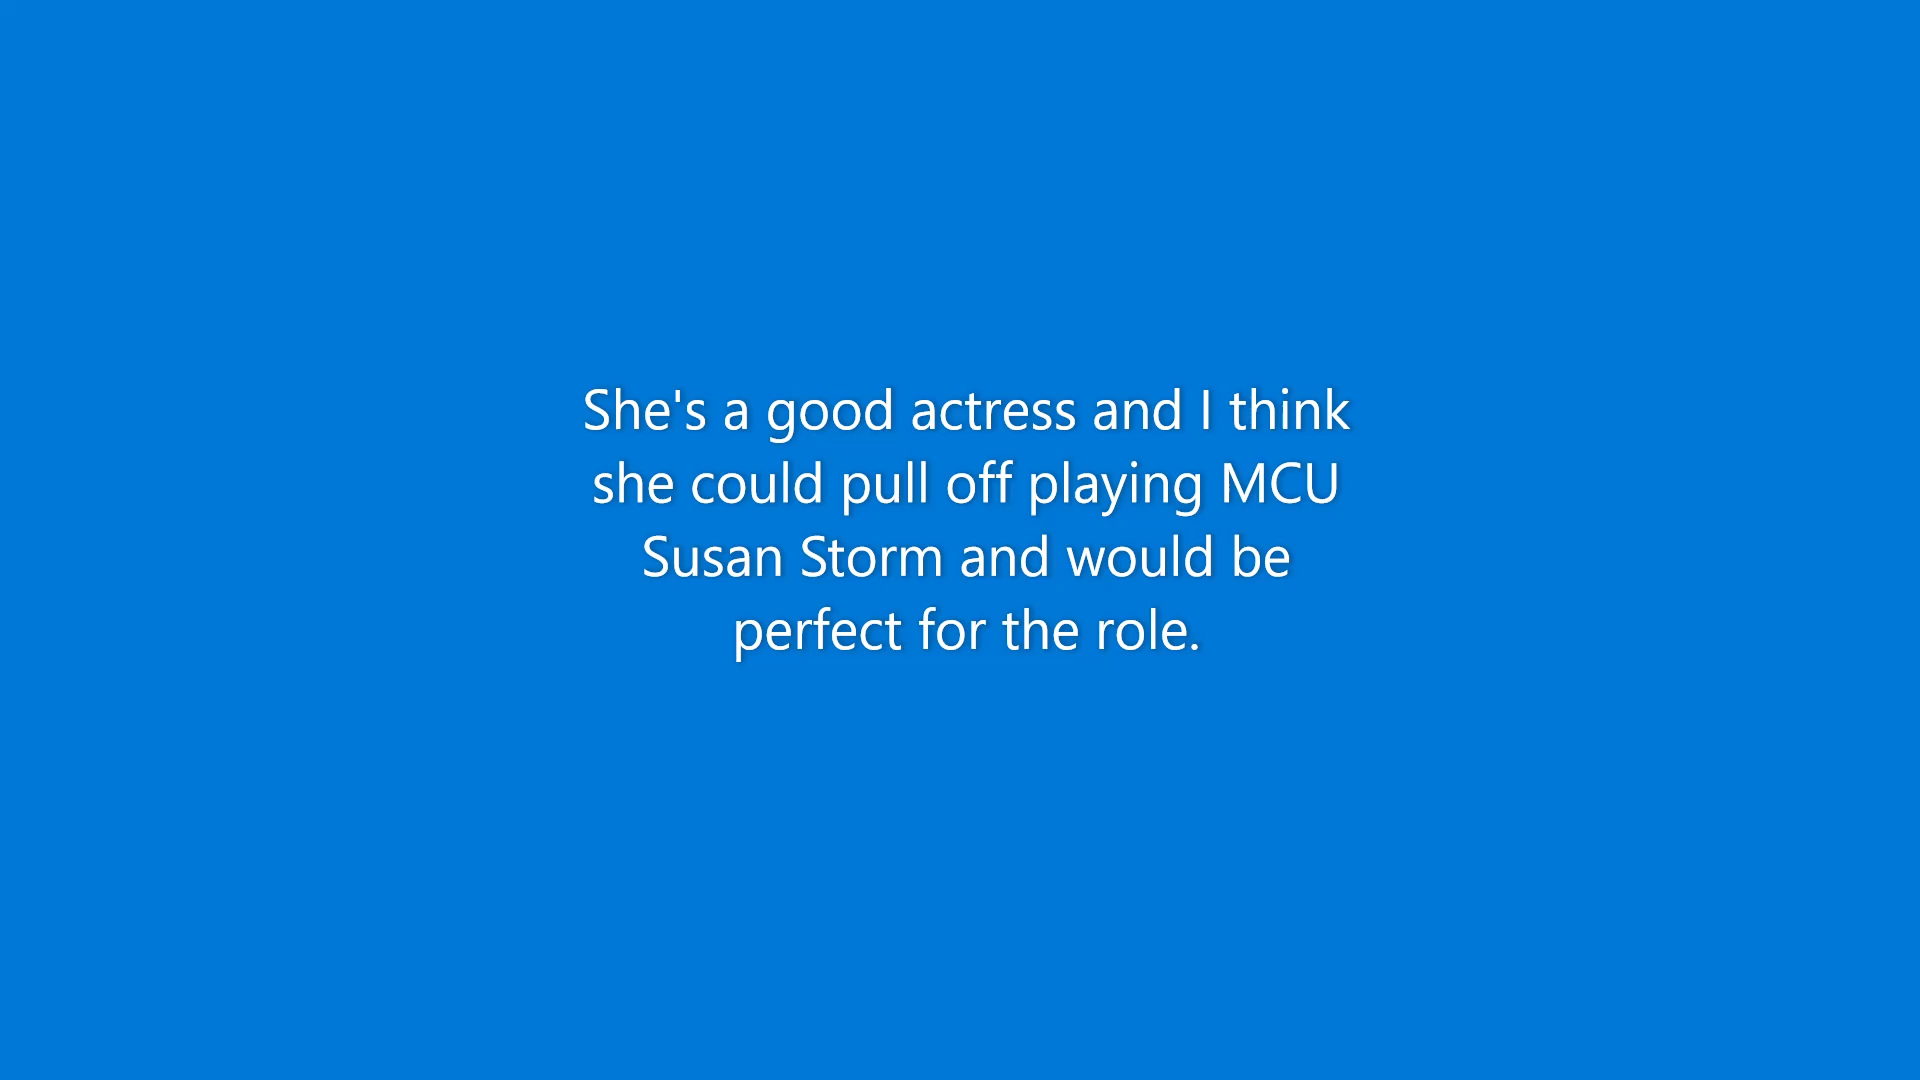 She's a good actress and I think
she could pull off playing MCU
Susan Storm and would be
perfect for the role.